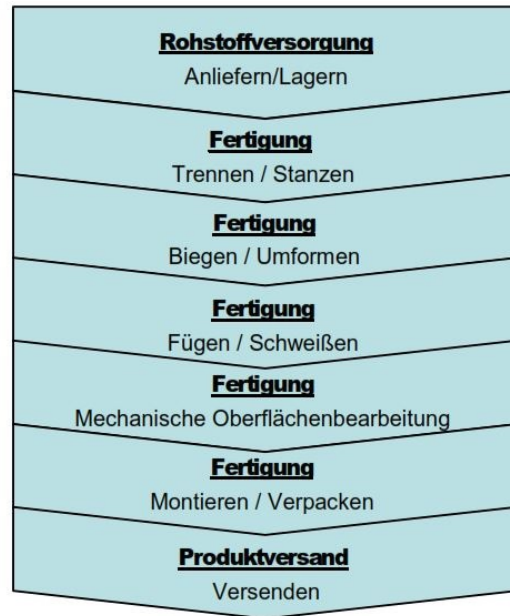 Rohstoffversorgung
Anliefern/Lagern
Fertigung
Trennen / Stanzen
Fertigung
Biegen / Umformen
Fertigung
Fügen / Schweißen
Fertigung
Mechanische Oberflächenbearbeitung
Fertigung
Montieren / Verpacken
Produktversand
Versenden